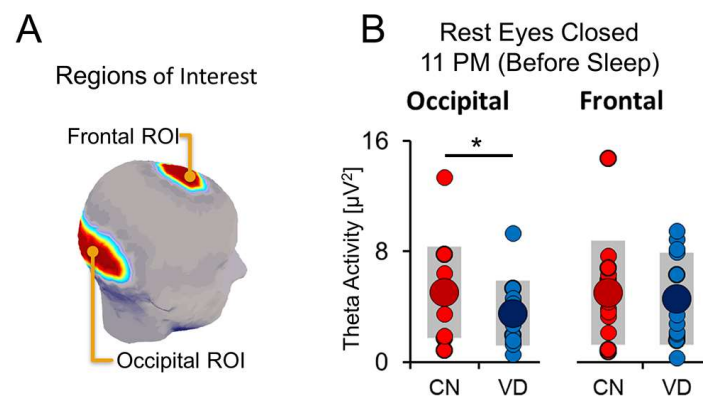 A
Regions of Interest
Frontal ROI
Occipital ROI
B
Rest Eyes Closed
11 PM (Before Sleep)
Occipital
Frontal
Theta Activity [µV²]
16
8
0
*
CN
VD
CN
VD